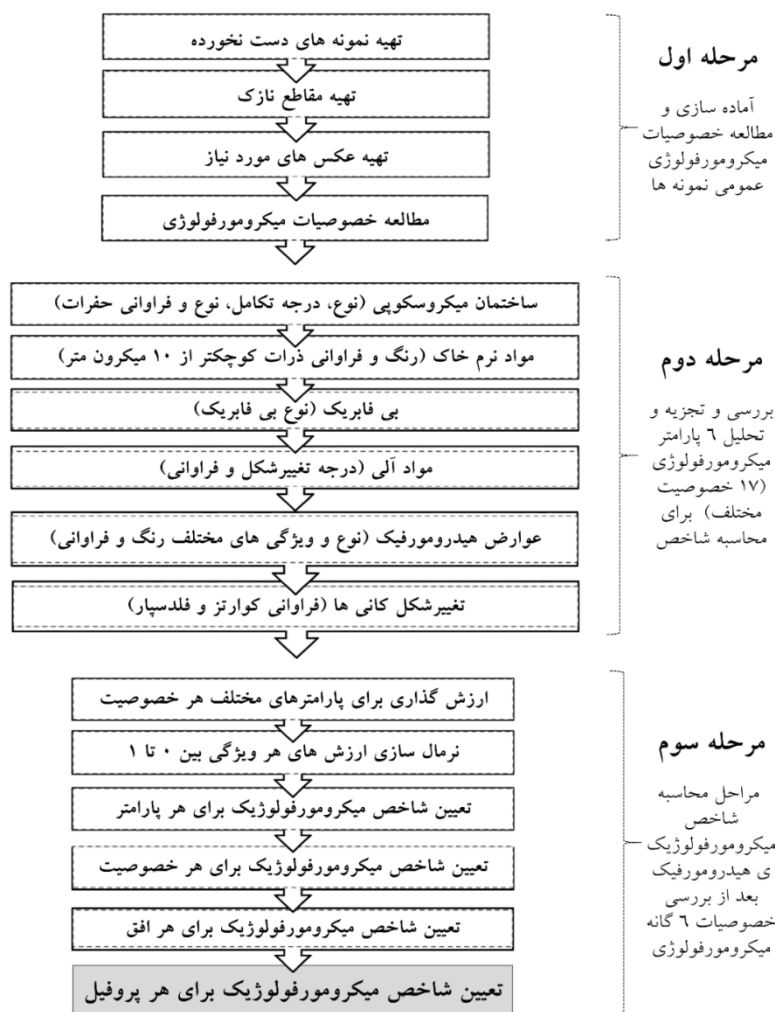 مرحله اول
آماده سازی و
مطالعه خصوصیات
میکرومورفولوژی
عمومی نمونه ها
تهیه نمونه های دست نخورده
تهیه مقاطع نازک
تهیه عکس های مورد نیاز
مطالعه خصوصیات میکرومورفولوژی
مرحله دوم
بررسی و تجزیه و
تحلیل ٦ پارامتر
میکرومورفولوژی
(١٧ خصوصیت
مختلف) برای
محاسبه شاخص
ساختمان میکروسکوپی (نوع، درجه تکامل، نوع و فراوانی حفرات)
مواد نرم خاک (رنگ و فراوانی ذرات کوچکتر از ١٠ میکرون متر)
بی فابریک (نوع بی فابریک)
مواد آلی (درجه تغییرشکل و فراوانی)
عوارض هیدرومورفیک (نوع و ویژگی های مختلف رنگ و فراوانی)
تغییرشکل کانی ها (فراوانی کوارتز و فلدسپار)
مرحله سوم
مراحل محاسبه
شاخص
میکرومورفولوژیک
ی هیدرومورفیک
بعد از بررسی
خصوصیات ٦ گانه
میکرومورفولوژی
ارزش گذاری برای پارامترهای مختلف هر خصوصیت
نرمال سازی ارزش های هر ویژگی بین ٠ تا ١
تعیین شاخص میکرومورفولوژیک برای هر پارامتر
تعیین شاخص میکرومورفولوژیک برای هر خصوصیت
تعیین شاخص میکرومورفولوژیک برای هر افق
تعیین شاخص میکرومورفولوژیک برای هر پروفیل